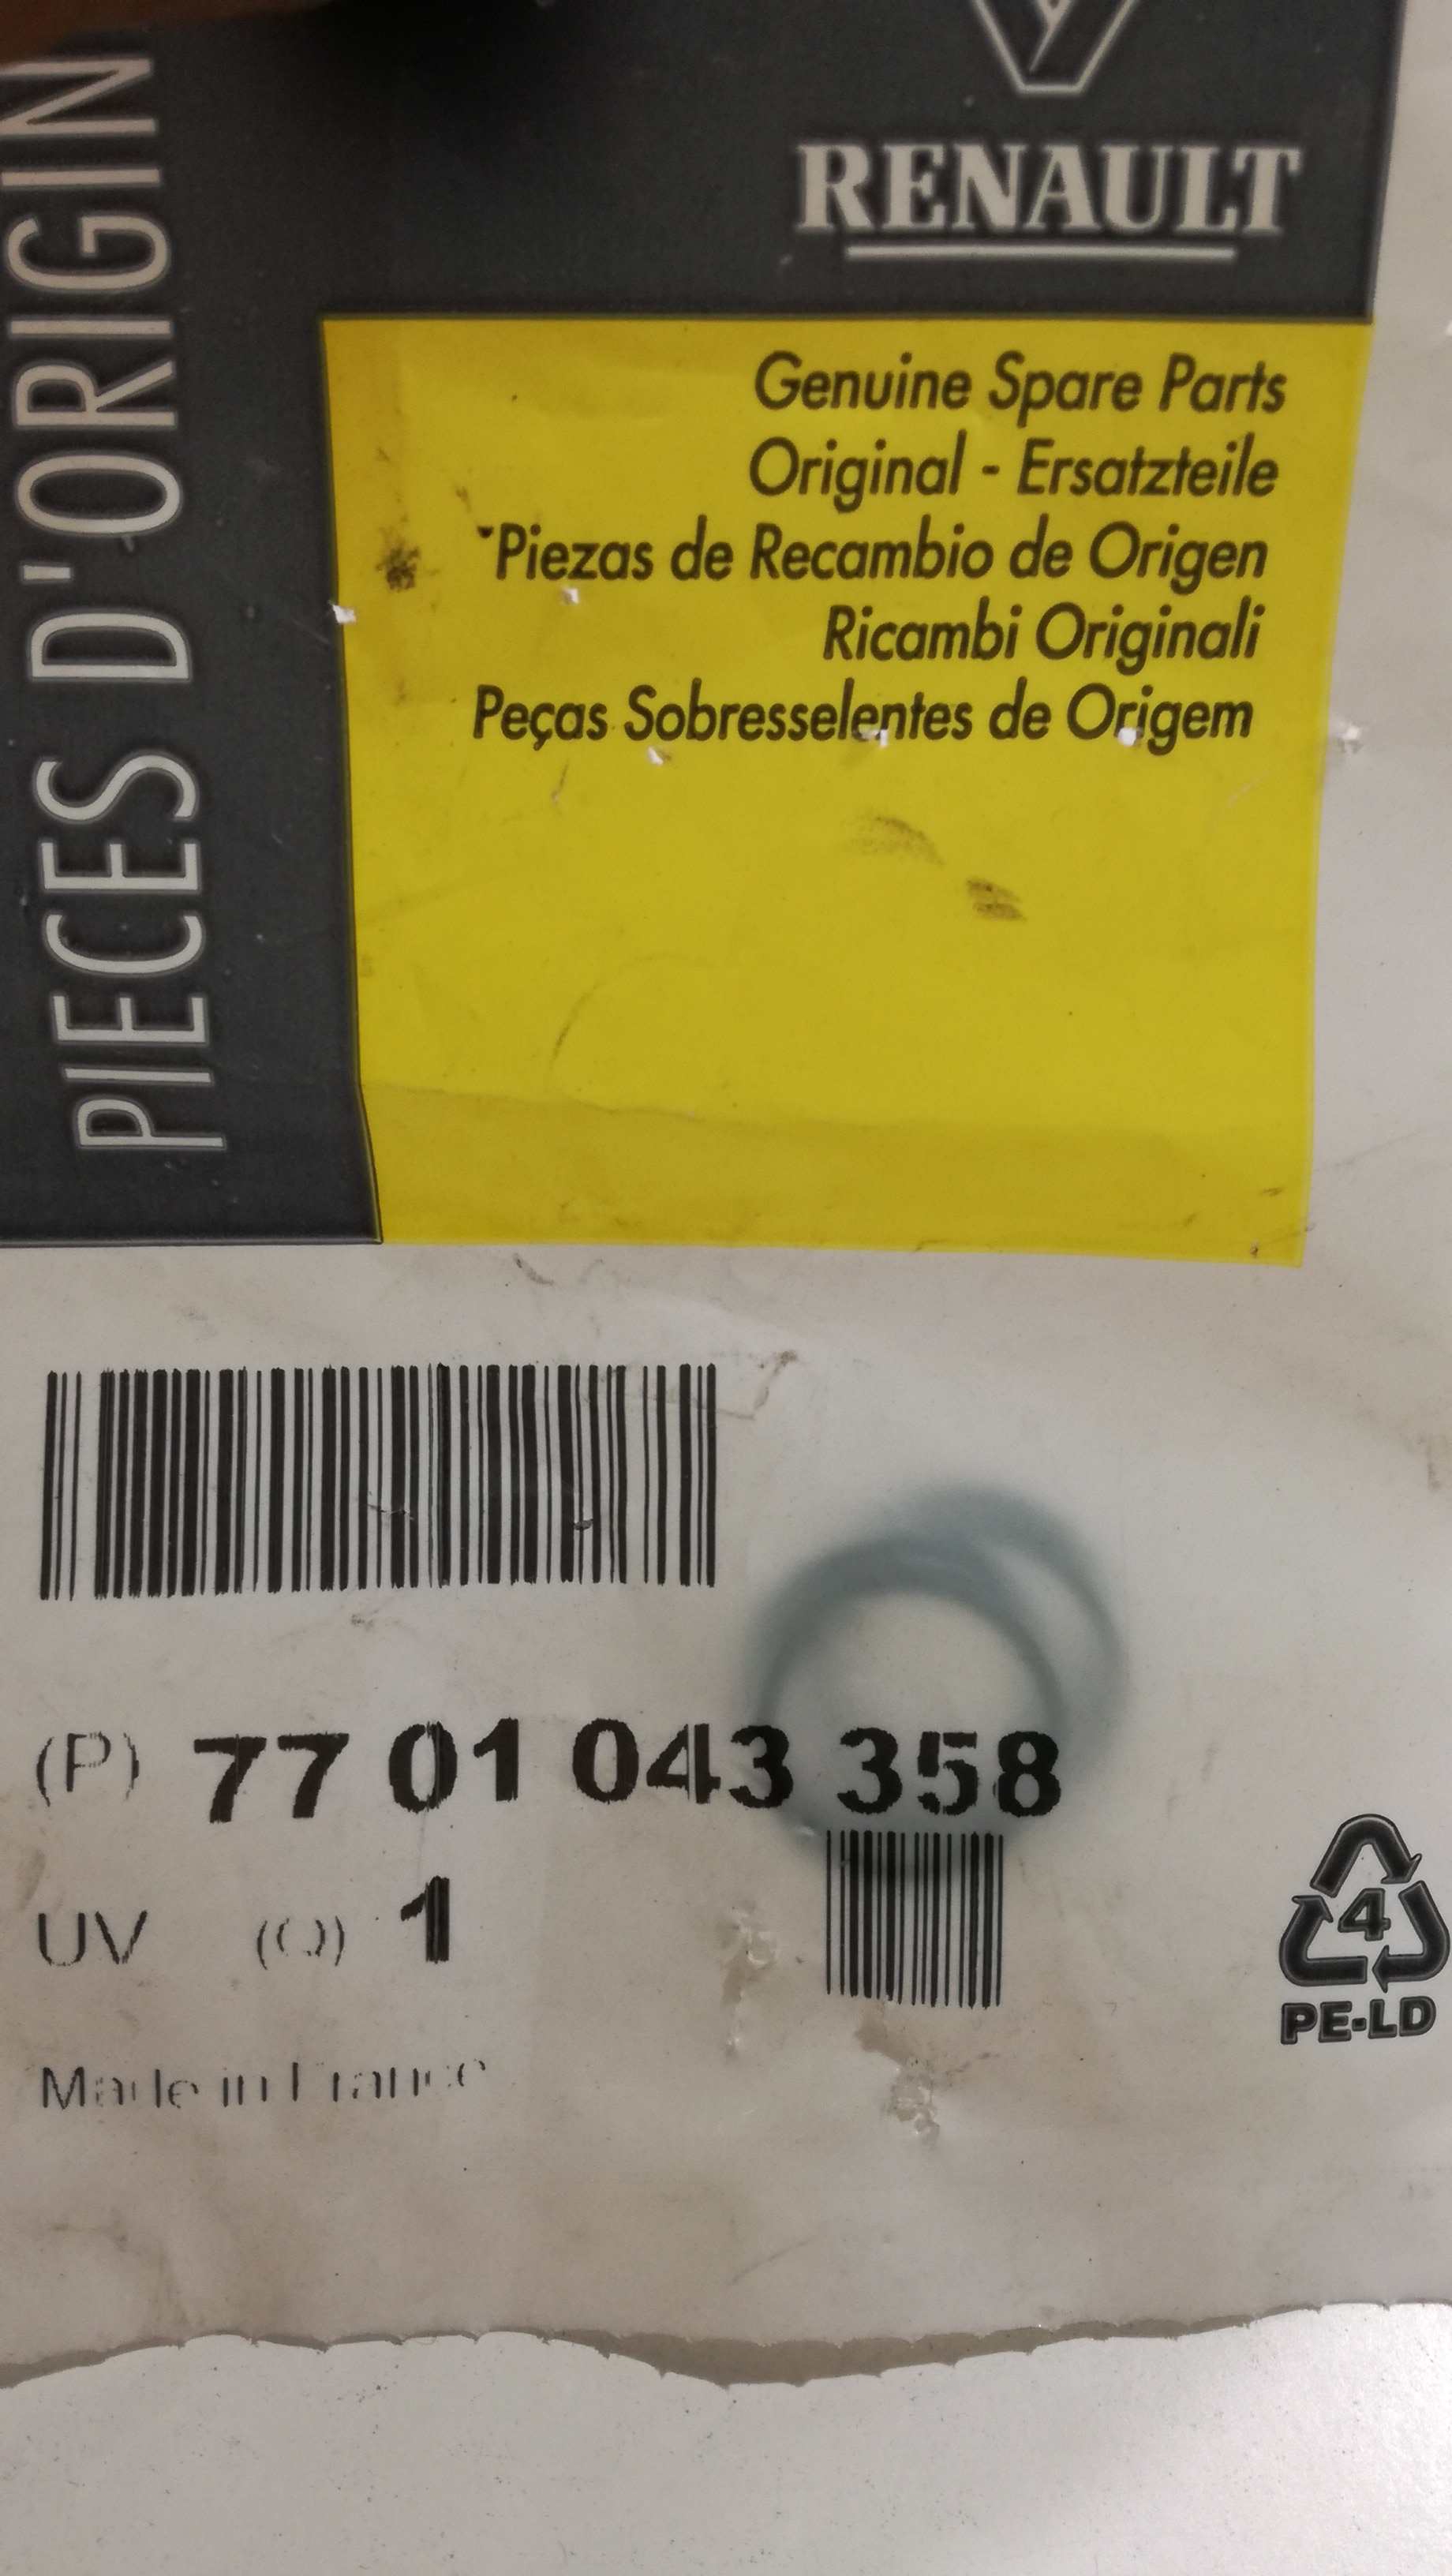 RENAULT
PIECES D'ORIGIN
Genuine Spare Parts
Original - Ersatzteile
Piezas de Recambio de Origen
Ricambi Originali
Peças Sobresselentes de Origem
(P) 77 01 043 358
UV (Q) 1
Made in France
4
PE-LD